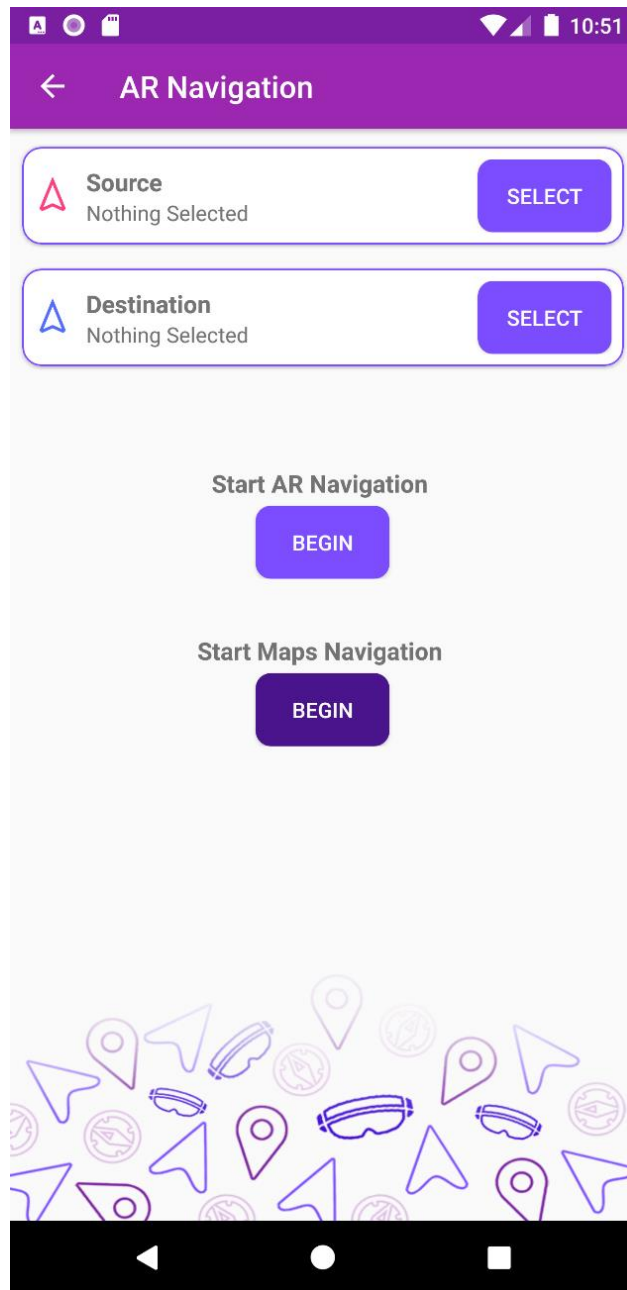 10:51
AR Navigation
Source
Nothing Selected
SELECT
Destination
Nothing Selected
SELECT
Start AR Navigation
BEGIN
Start Maps Navigation
BEGIN